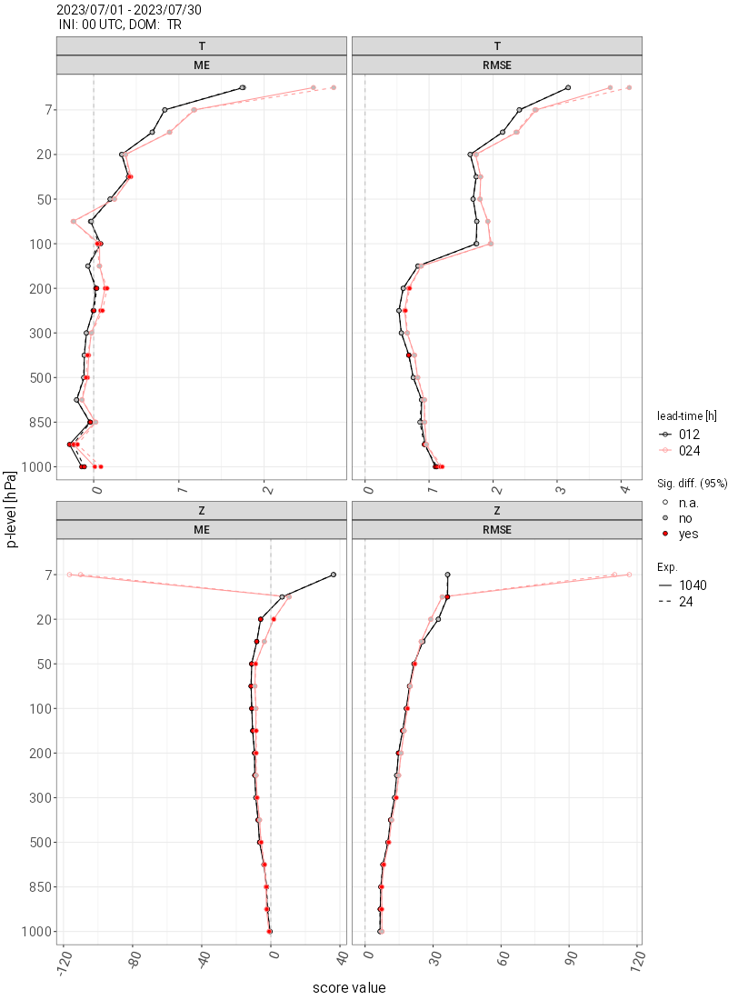 2023/07/01 - 2023/07/30
INI: 00 UTC, DOM: TR
T
T
ME
RMSE
7
20
50
100
200
300
500
850
1000
0
1
2
0
1
2
3
4
Z
Z
ME
RMSE
7
20
50
100
200
300
500
850
1000
-120
-80
-40
0
40
0
30
60
90
120
p-level [hPa]
score value
lead-time [h]
012
024
Sig. diff. (95%)
n.a.
no
yes
Exp.
1040
24